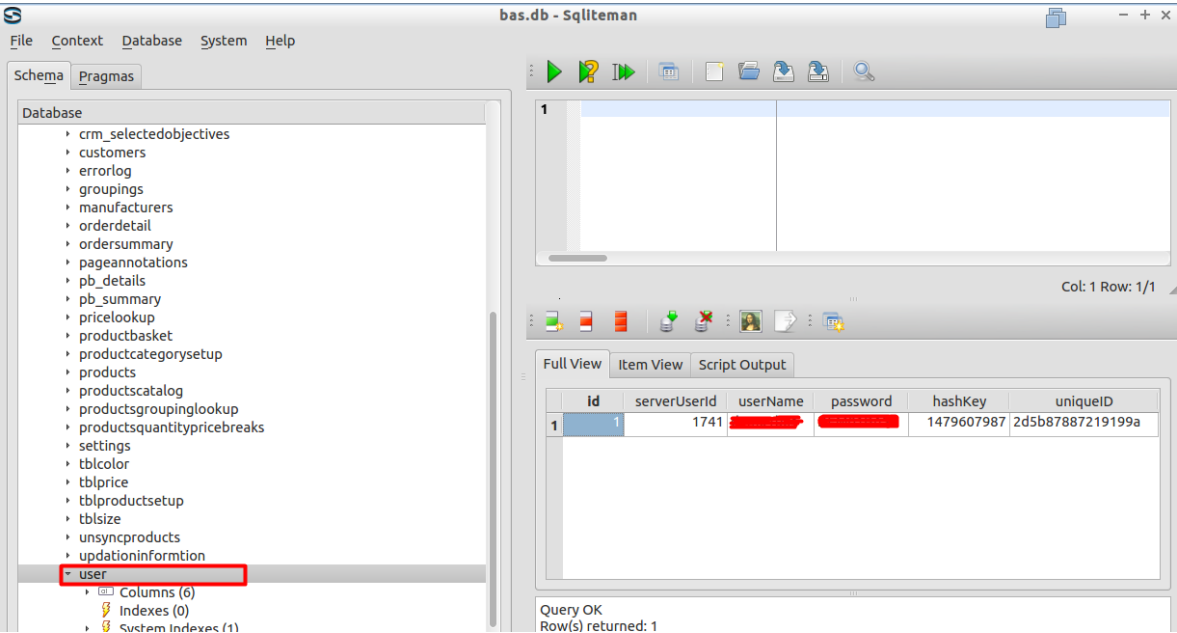 bas.db - Sqliteman
File Context Database System Help
Schema Pragmas
Database
crm_selectedobjectives
customers
errorlog
groupings
manufacturers
orderdetail
ordersummary
pageannotations
pb_details
pb_summary
pricelookup
productbasket
productcategorysetup
products
productscatalog
productsgroupinglookup
productsquantitypricebreaks
settings
tblcolor
tblprice
tblproductsetup
tblsize
unsyncproducts
updationinformtion
user
Columns (6)
Indexes (0)
System Indexes (1)
1
Col: 1 Row: 1/1
Full View Item View Script Output
id serverUserId userName password hashKey uniqueID
1 1 1741 1479607987 2d5b87887219199a
Query OK
Row(s) returned: 1